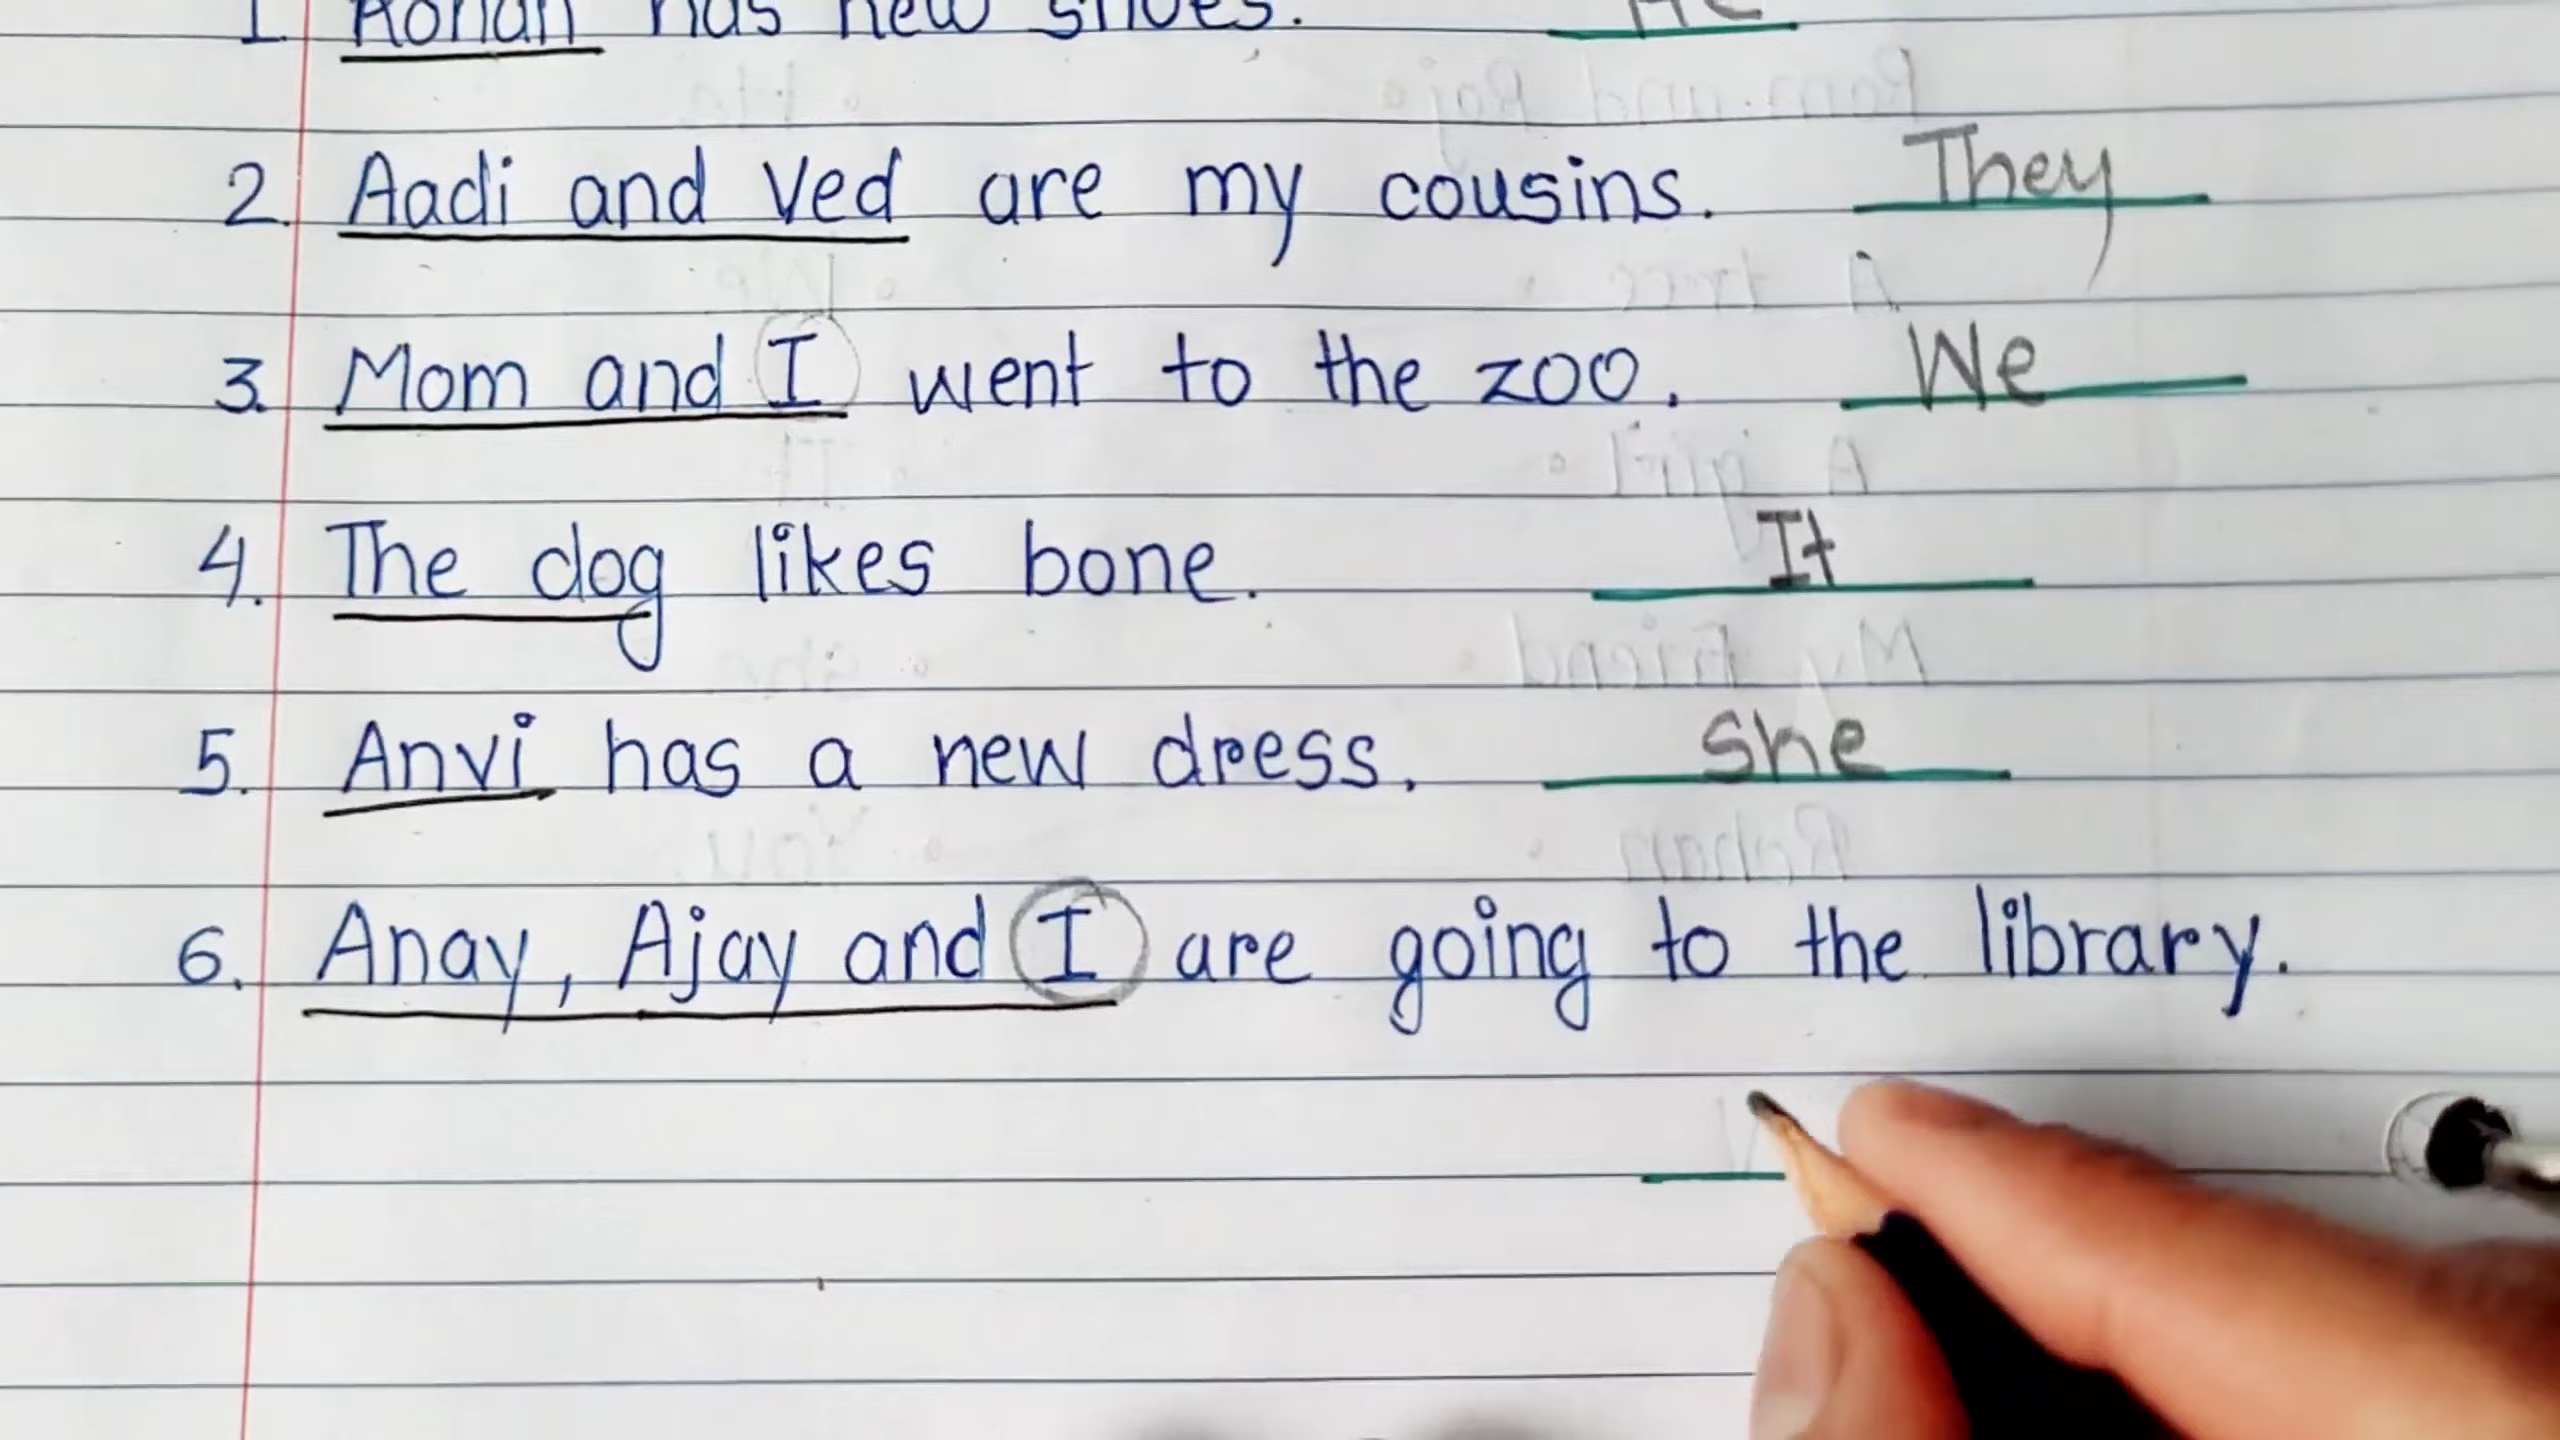 1. Rohan has new shoes. He
2. Aadi and Ved are my cousins. They
3. Mom and I went to the zoo. We
4. The dog likes bone. It
5. Anvi has a new dress. She
6. Anay, Ajay and I are going to the library.